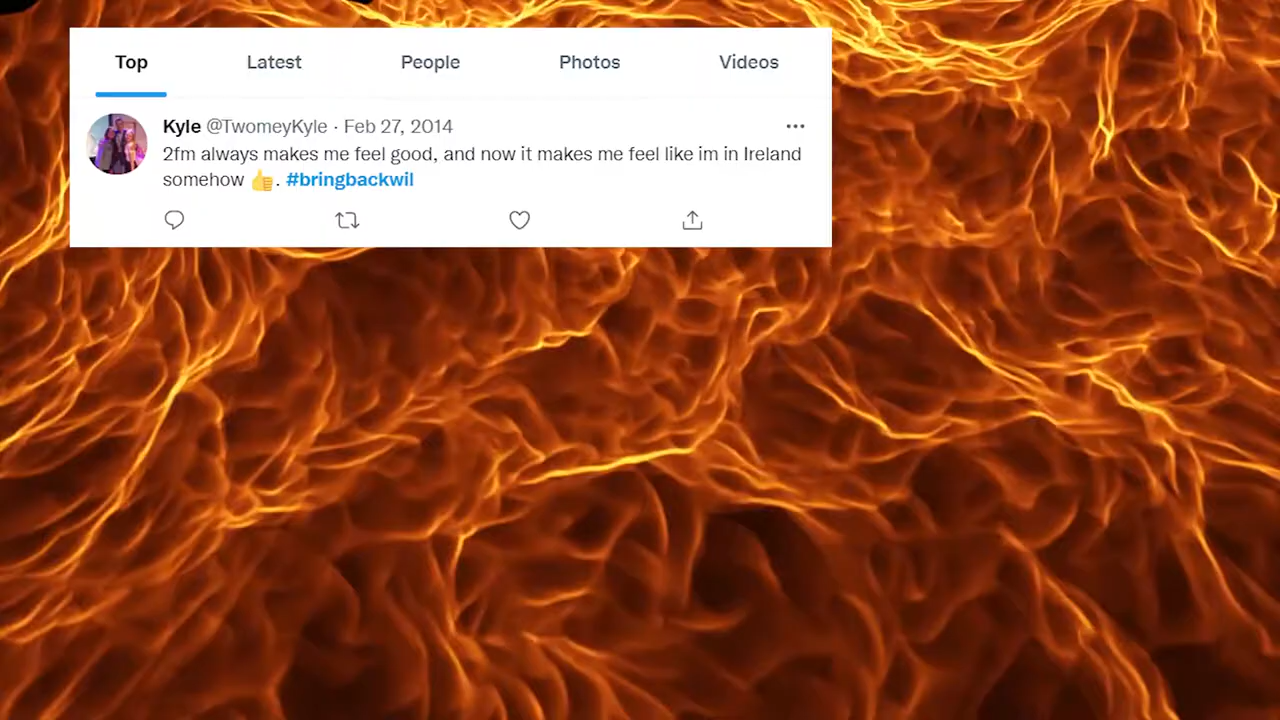 Top Latest People Photos Videos
Kyle @TwomeyKyle · Feb 27, 2014
2fm always makes me feel good, and now it makes me feel like im in Ireland
somehow 👍. #bringbackwil